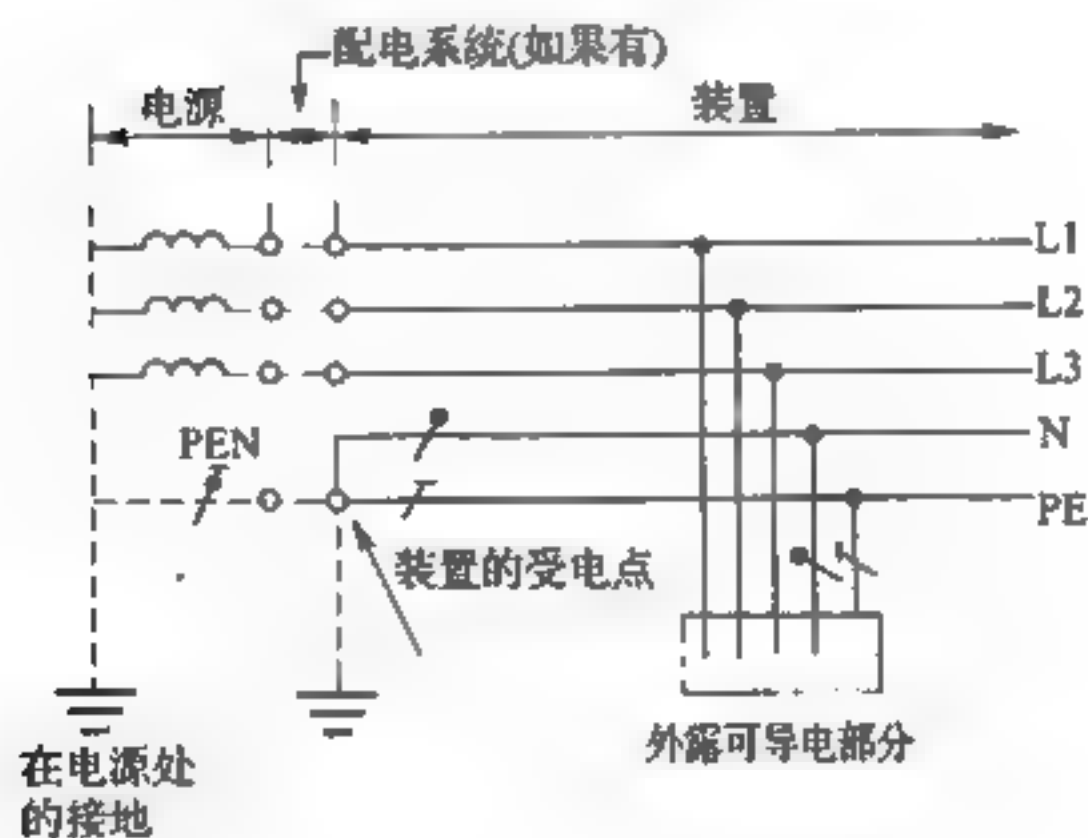 配电系统(如果有)
电源
装置
L1
L2
L3
PEN
N
PE
装置的受电点
外露可导电部分
在电源处
的接地